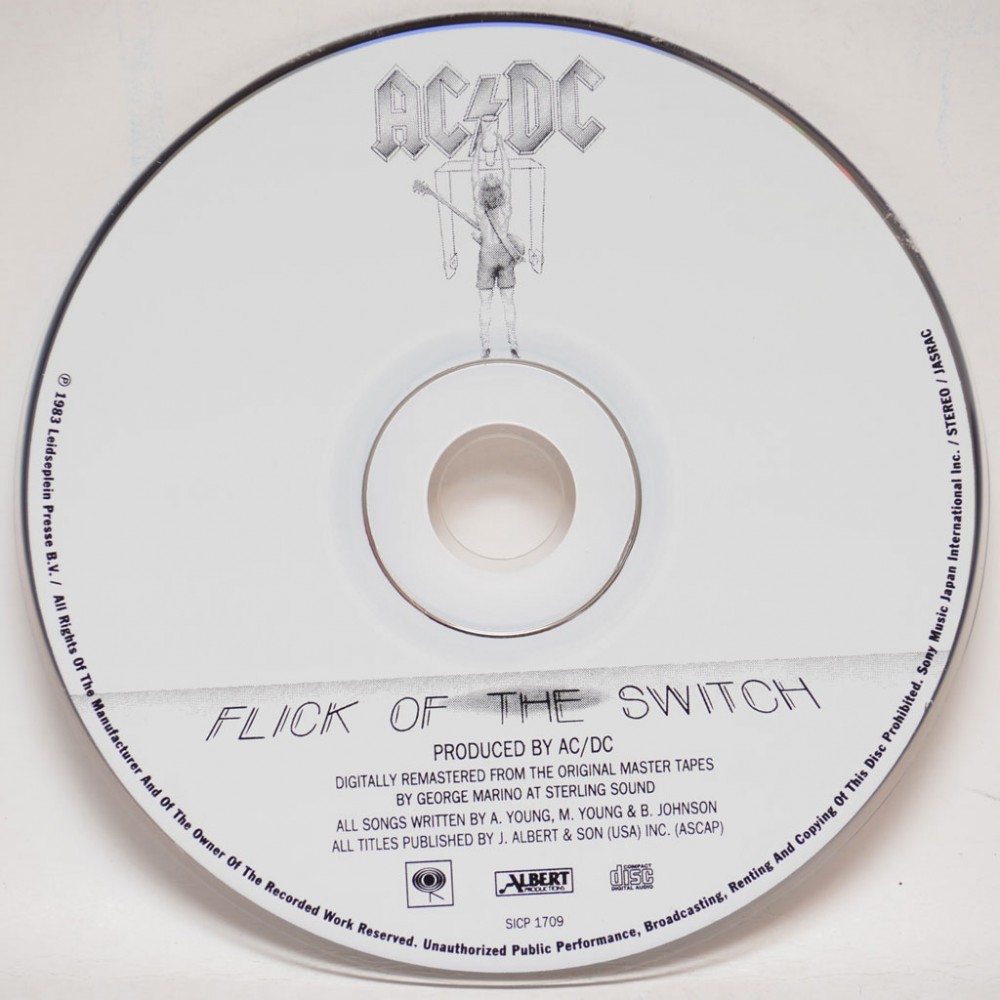 AC/DC
FLICK OF THE SWITCH
PRODUCED BY AC/DC
DIGITALLY REMASTERED FROM THE ORIGINAL MASTER TAPES
BY GEORGE MARINO AT STERLING SOUND
ALL SONGS WRITTEN BY A. YOUNG, M. YOUNG & B. JOHNSON
ALL TITLES PUBLISHED BY J. ALBERT & SON (USA) INC. (ASCAP)
ALBERT
PRODUCTIONS
COMPACT
disc
DIGITAL AUDIO
SICP 1709
℗ 1983 Leidseplein Presse B.V. / All Rights Of The Manufacturer And Of The Owner Of The Recorded Work Reserved. Unauthorized Public Performance, Broadcasting, Renting And Copying Of This Disc Prohibited. Sony Music Japan International Inc. / STEREO / JASRAC